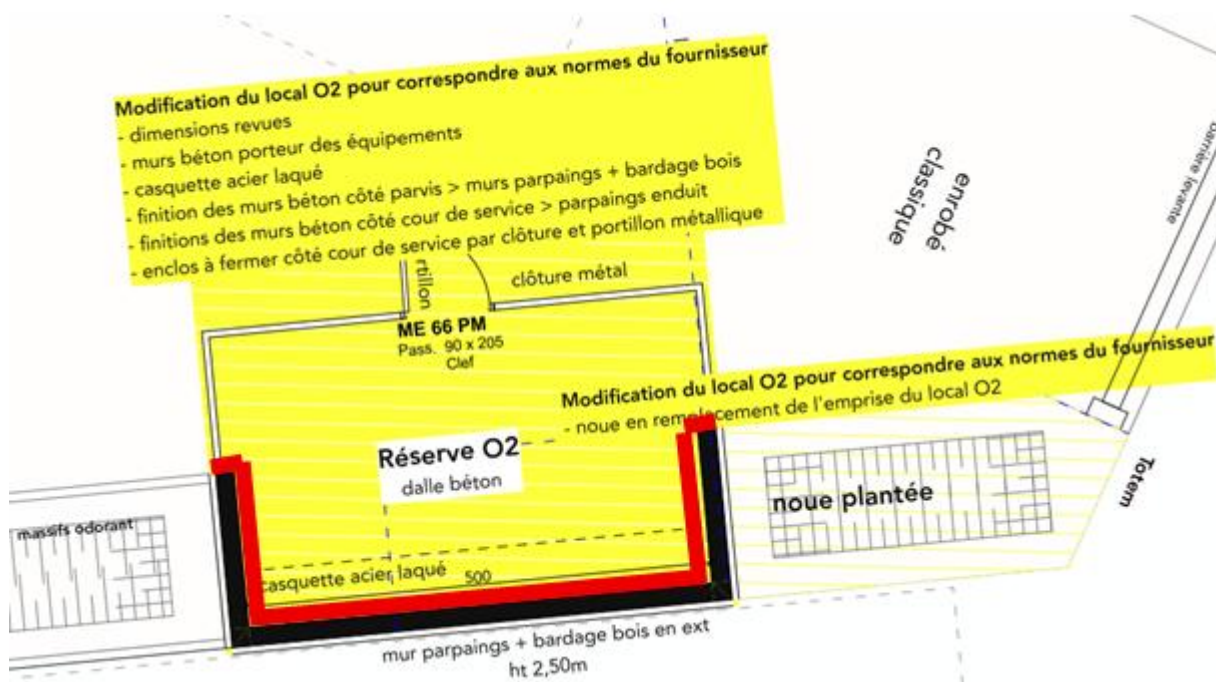 Modification du local O2 pour correspondre aux normes du fournisseur
- dimensions revues
- murs béton porteur des équipements
- casquette acier laqué
- finition des murs béton côté parvis > murs parpaings + bardage bois
- finitions des murs béton côté cour de service > parpaings enduit
- enclos à fermer côté cour de service par clôture et portillon métallique
enrobé
classique
barrière levante
rtillon
clôture métal
ME 66 PM
Pass. 90 x 205
Clef
Modification du local O2 pour correspondre aux normes du fournisseur
- noue en remplacement de l'emprise du local O2
Réserve O2
dalle béton
noue plantée
Totem
massifs odorant
casquette acier laqué
500
mur parpaings + bardage bois en ext
ht 2,50m